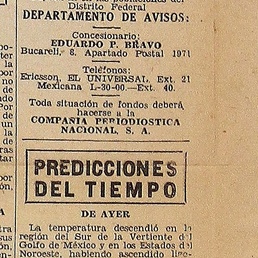 Distrito Federal
DEPARTAMENTO DE AVISOS:
Concesionario:
EDUARDO P. BRAVO
Bucareli, 8. Apartado Postal 1971
Teléfonos:
Ericsson, EL UNIVERSAL, Ext. 21
Mexicana L-30-00.—Ext. 40.
Toda situación de fondos deberá
hacerse a la
COMPAÑIA PERIODISTICA
NACIONAL, S. A.
PREDICCIONES
DEL TIEMPO
DE AYER
La temperatura descendió en la
región del Sur de la Vertiente del
Golfo de México y en los Estados del
Noroeste, habiendo ascendido